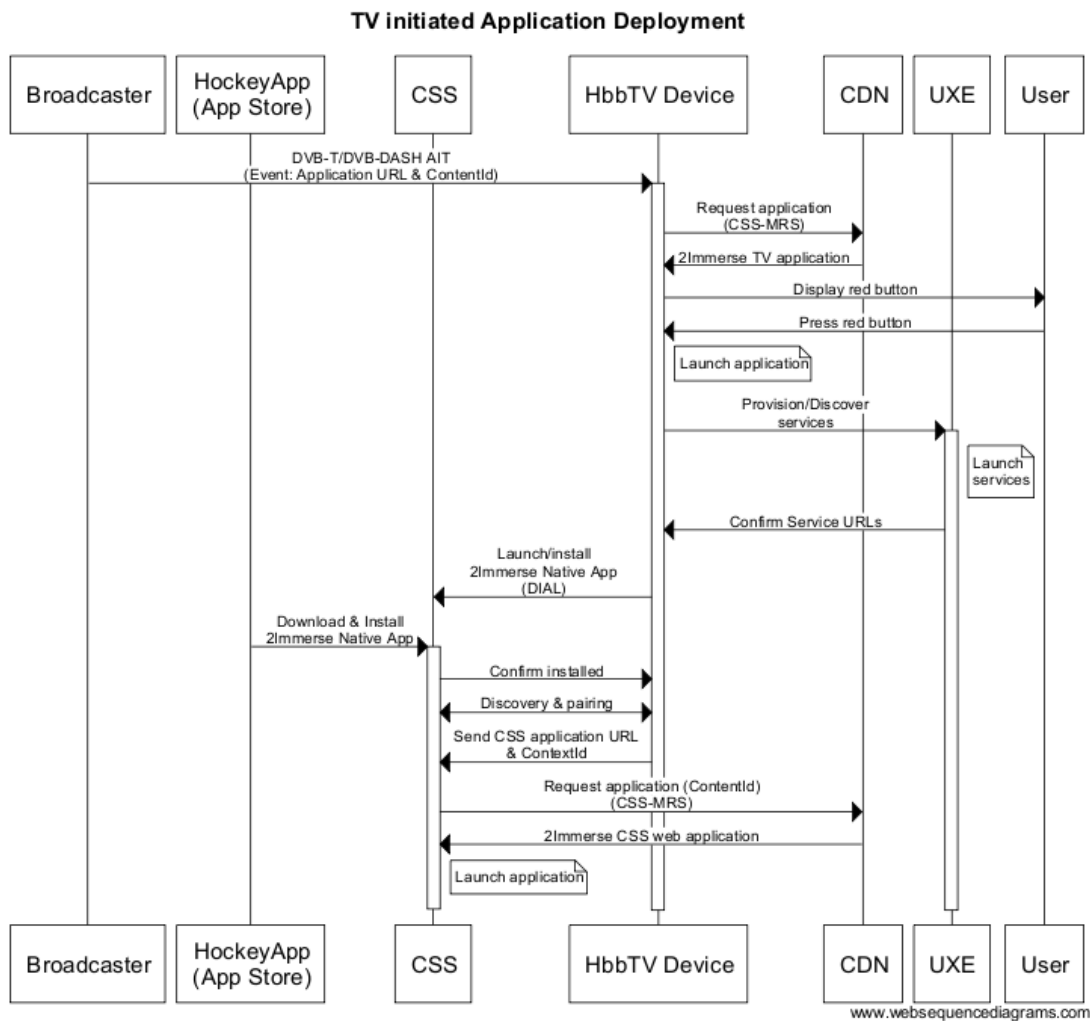 TV initiated Application Deployment
Broadcaster
HockeyApp
(App Store)
CSS
HbbTV Device
CDN
UXE
User
DVB-T/DVB-DASH AIT
(Event: Application URL & ContentId)
Request application
(CSS-MRS)
2Immerse TV application
Display red button
Press red button
Launch application
Provision/Discover
services
Launch
services
Confirm Service URLs
Launch/install
2Immerse Native App
(DIAL)
Download & Install
2Immerse Native App
Confirm installed
Discovery & pairing
Send CSS application URL
& ContextId
Request application (ContentId)
(CSS-MRS)
2Immerse CSS web application
Launch application
Broadcaster
HockeyApp
(App Store)
CSS
HbbTV Device
CDN
UXE
User
www.websequencediagrams.com